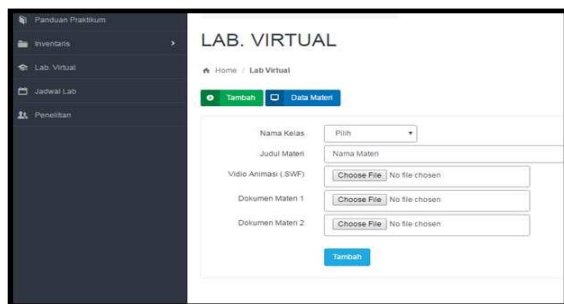 Panduan Praktikum
Inventaris
Lab. Virtual
Jadwal Lab
Penelitian
LAB. VIRTUAL
Home / Lab Virtual
Tambah
Data Materi
Nama Kelas: Pilih
Judul Materi: Nama Materi
Vidio Animasi (.SWF) Choose File No file chosen
Dokumen Materi 1: Choose File No file chosen
Dokumen Materi 2: Choose File No file chosen
Tambah